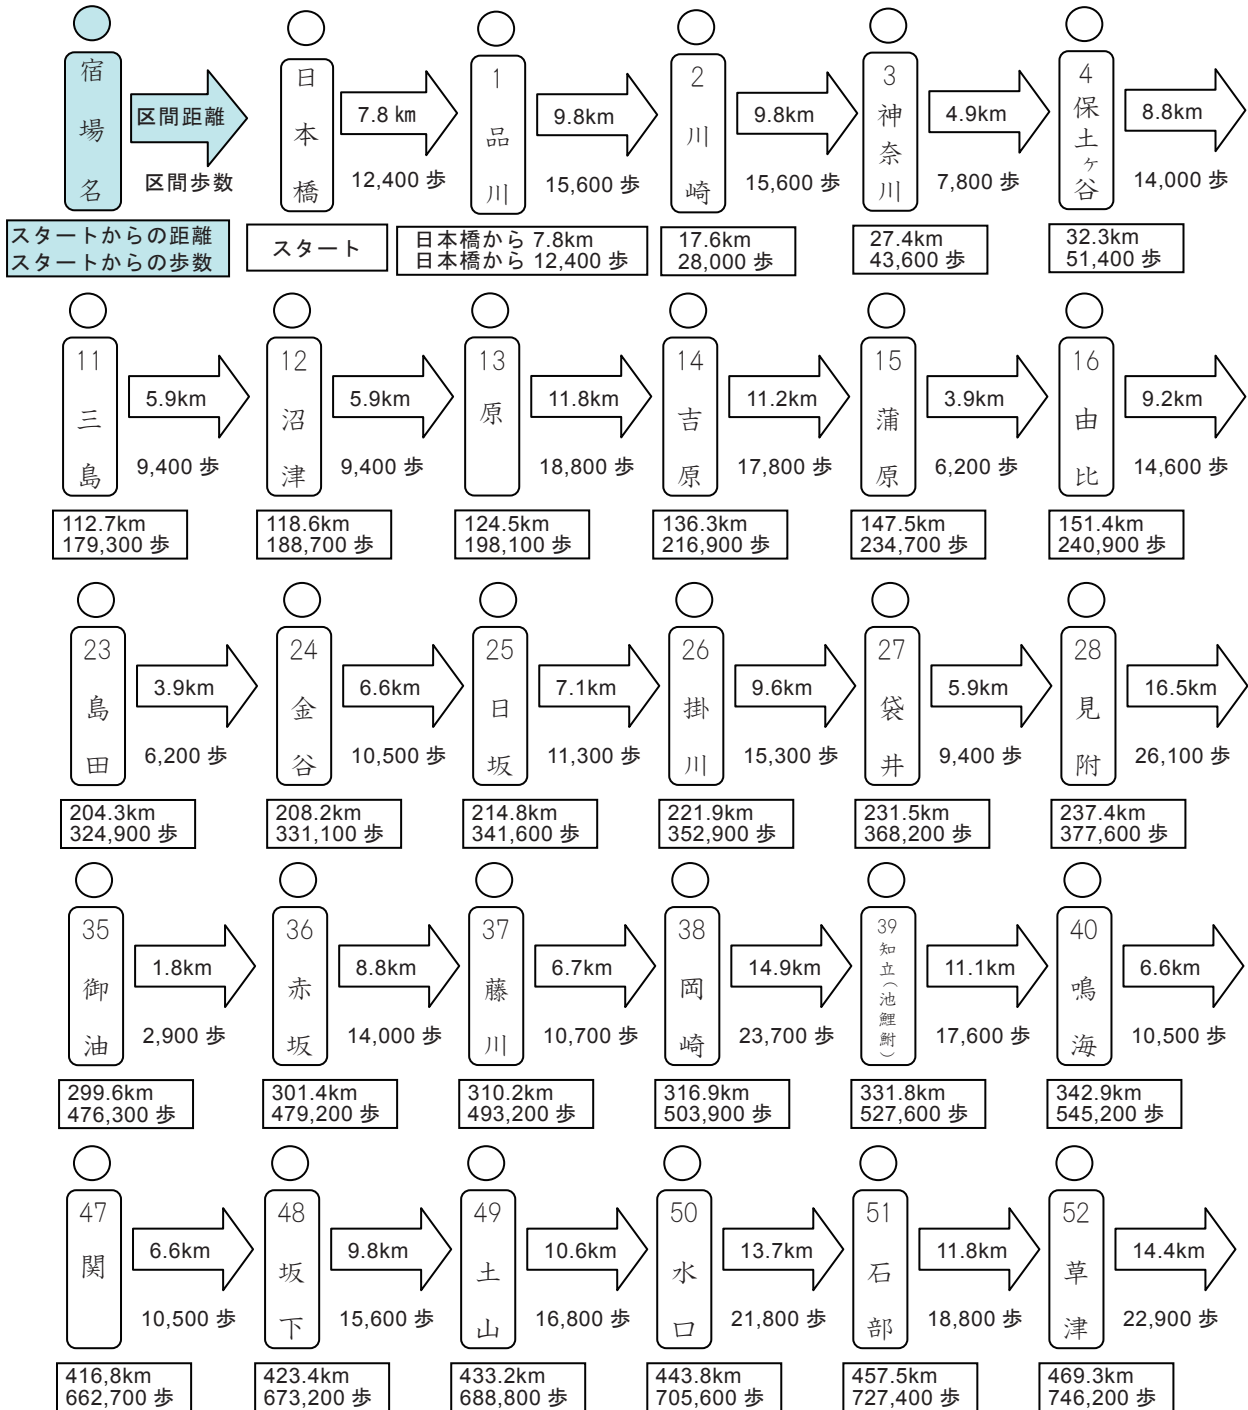 宿場名
区間距離
区間歩数
スタートからの距離
スタートからの歩数
日本橋
7.8 km
12,400 歩
スタート
1 品川
9.8km
15,600 歩
日本橋から 7.8km
日本橋から 12,400 歩
2 川崎
9.8km
15,600 歩
17.6km
28,000 歩
3 神奈川
4.9km
7,800 歩
27.4km
43,600 歩
4 保土ヶ谷
8.8km
14,000 歩
32.3km
51,400 歩
11 三島
5.9km
9,400 歩
112.7km
179,300 歩
12 沼津
5.9km
9,400 歩
118.6km
188,700 歩
13 原
11.8km
18,800 歩
124.5km
198,100 歩
14 吉原
11.2km
17,800 歩
136.3km
216,900 歩
15 蒲原
3.9km
6,200 歩
147.5km
234,700 歩
16 由比
9.2km
14,600 歩
151.4km
240,900 歩
23 島田
3.9km
6,200 歩
204.3km
324,900 歩
24 金谷
6.6km
10,500 歩
208.2km
331,100 歩
25 日坂
7.1km
11,300 歩
214.8km
341,600 歩
26 掛川
9.6km
15,300 歩
221.9km
352,900 歩
27 袋井
5.9km
9,400 歩
231.5km
368,200 歩
28 見附
16.5km
26,100 歩
237.4km
377,600 歩
35 御油
1.8km
2,900 歩
299.6km
476,300 歩
36 赤坂
8.8km
14,000 歩
301.4km
479,200 歩
37 藤川
6.7km
10,700 歩
310.2km
493,200 歩
38 岡崎
14.9km
23,700 歩
316.9km
503,900 歩
39 知立(池鯉鮒)
11.1km
17,600 歩
331.8km
527,600 歩
40 鳴海
6.6km
10,500 歩
342.9km
545,200 歩
47 関
6.6km
10,500 歩
416,8km
662,700 歩
48 坂下
9.8km
15,600 歩
423.4km
673,200 歩
49 土山
10.6km
16,800 歩
433.2km
688,800 歩
50 水口
13.7km
21,800 歩
443.8km
705,600 歩
51 石部
11.8km
18,800 歩
457.5km
727,400 歩
52 草津
14.4km
22,900 歩
469.3km
746,200 歩